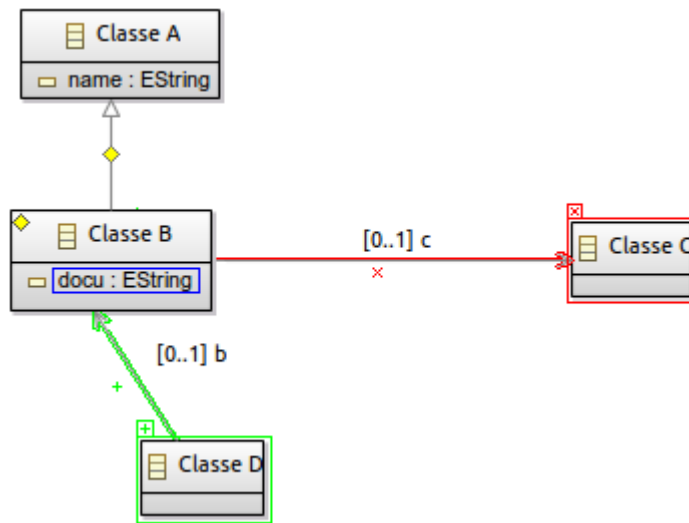 Classe A
name : EString
Classe B
docu : EString
[0..1] c
Classe C
[0..1] b
Classe D